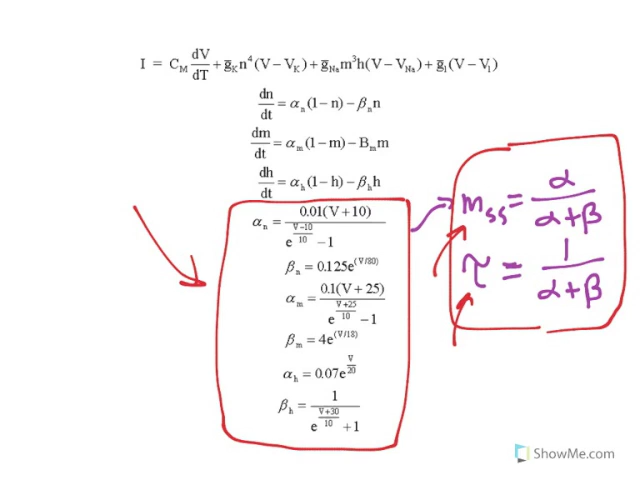 I = C_M dV/dT + ḡ_K n⁴(V−V_K) + ḡ_Na m³h(V−V_Na) + ḡ_l(V−V_l)
dn/dt = α_n(1−n) − β_n n
dm/dt = α_m(1−m) − B_m m
dh/dt = α_h(1−h) − β_h h
α_n = 0.01(V+10) / (e^((V−10)/10) −1)
β_n = 0.125e^(V/80)
α_m = 0.1(V+25) / (e^((V+25)/10) −1)
β_m = 4e^(V/18)
α_h = 0.07e^(V/20)
β_h = 1 / (e^((V+30)/10) +1)
m_ss = α / (α+β)
τ = 1 / (α+β)
ShowMe.com